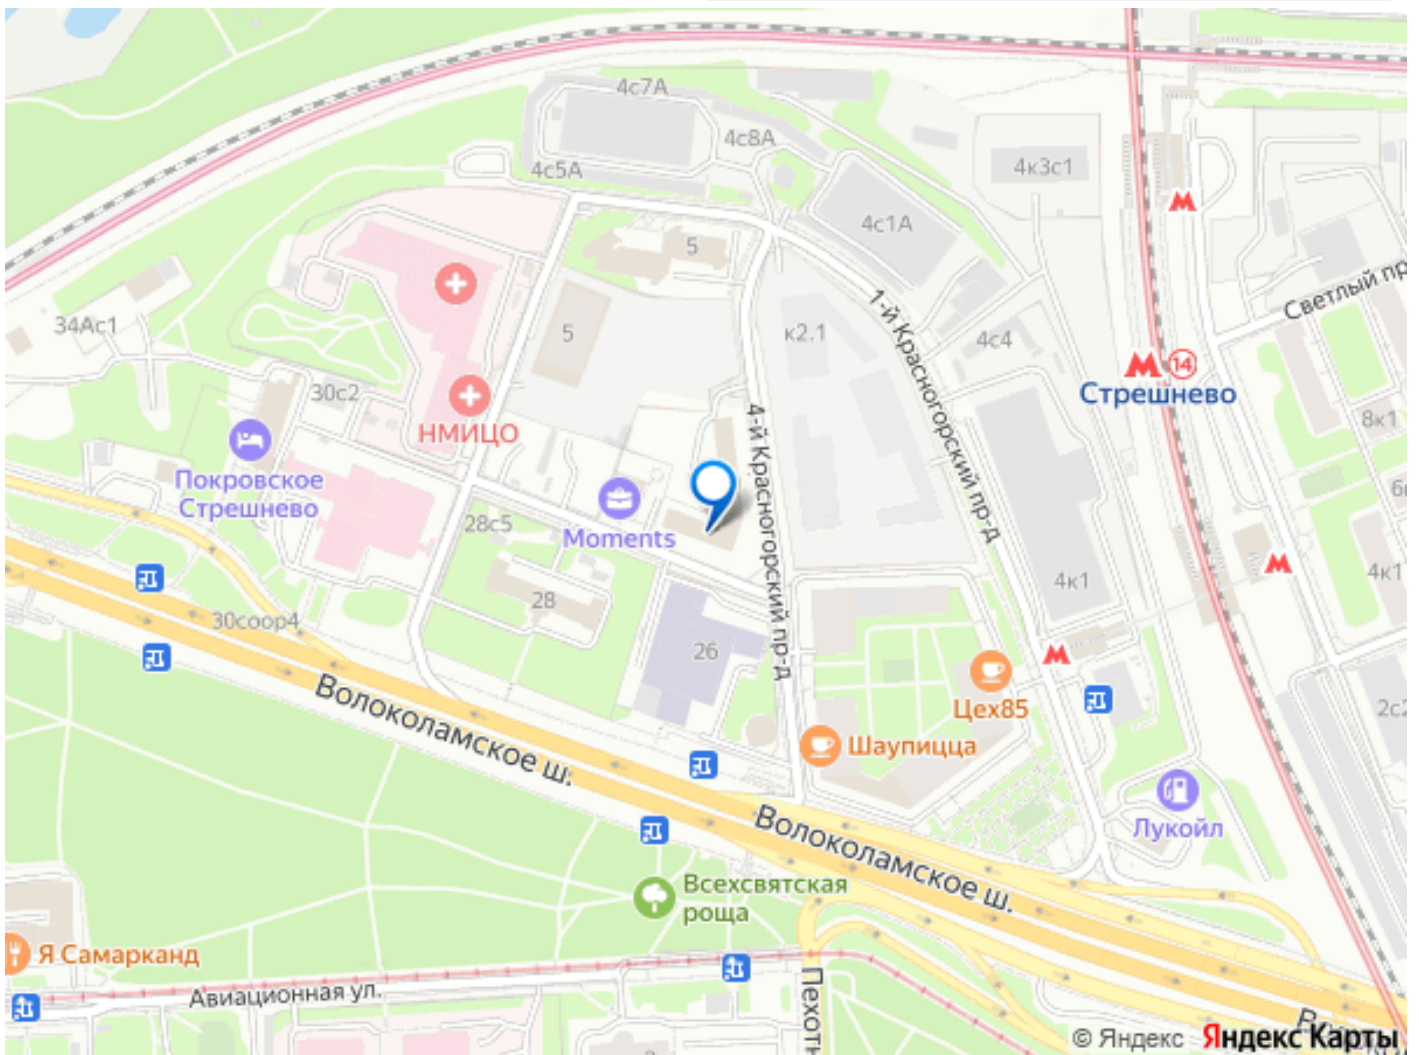 4с7А
4с8А
4с5А
4к3с1
4с1А
5
Светлый пр
34Ас1
5
к2.1
1-й Красногорский пр-д
4с4
14
Стрешнево
30с2
НМИЦО
4-й Красногорский пр-д
8к1
Покровское
Стрешнево
28с5
Moments
4к1
4к1
28
30соор4
26
Волоколамское ш.
Цех85
2с2
Шаупицца
Волоколамское ш.
Лукойл
Всехсвятская
роща
Я Самарканд
Авиационная ул.
Пехотн
© Яндекс Яндекс Карты